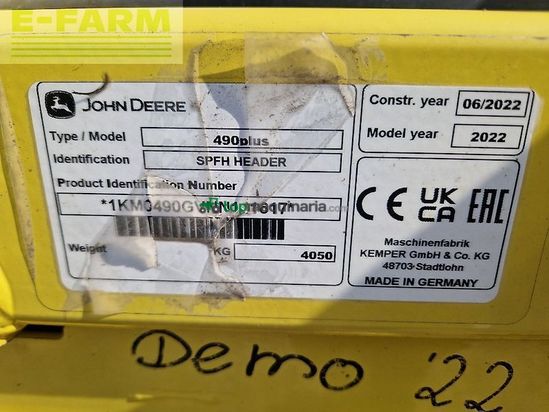 E-FARM
JOHN DEERE
Type / Model 490plus
Identification SPFH HEADER
Product Identification Number
Weight KG 4050
Constr. year 06/2022
Model year 2022
CE UK CA EAC
Maschinenfabrik
KEMPER GmbH & Co. KG
48703-Stadtlohn
MADE IN GERMANY
Demo '22